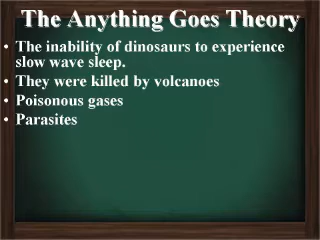 The Anything Goes Theory
• The inability of dinosaurs to experience
slow wave sleep.
• They were killed by volcanoes
• Poisonous gases
• Parasites